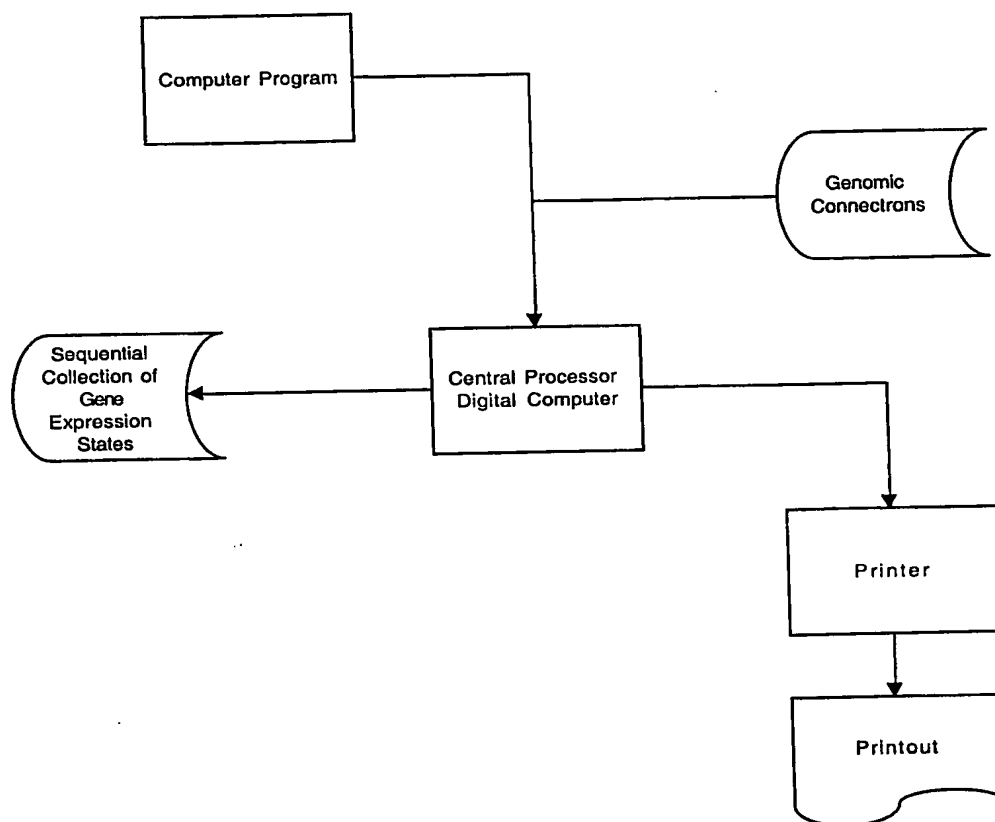 Computer Program
Genomic
Connectrons
Sequential
Collection of
Gene
Expression
States
Central Processor
Digital Computer
Printer
Printout